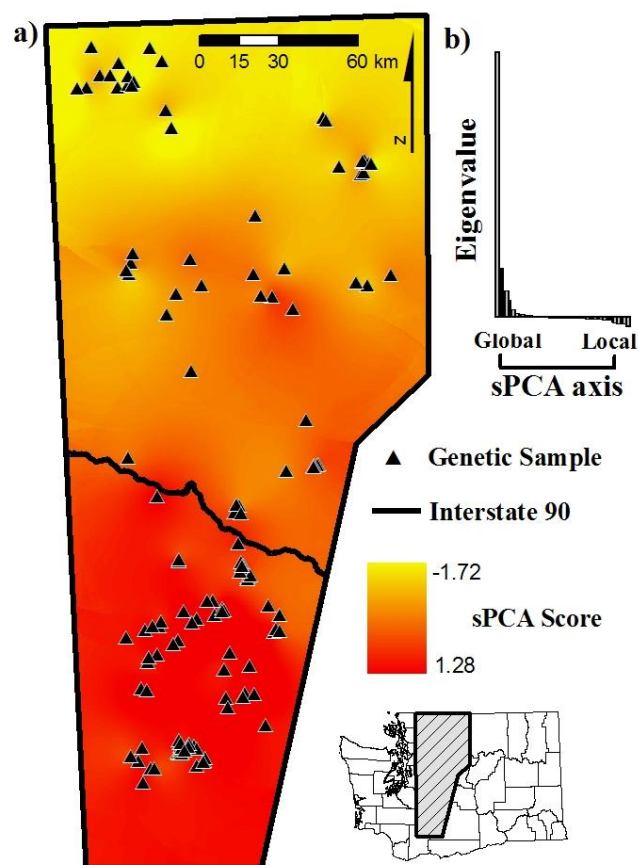 a)
b)
0 15 30 60 km
z
Eigenvalue
Global Local
sPCA axis
Genetic Sample
Interstate 90
-1.72
sPCA Score
1.28